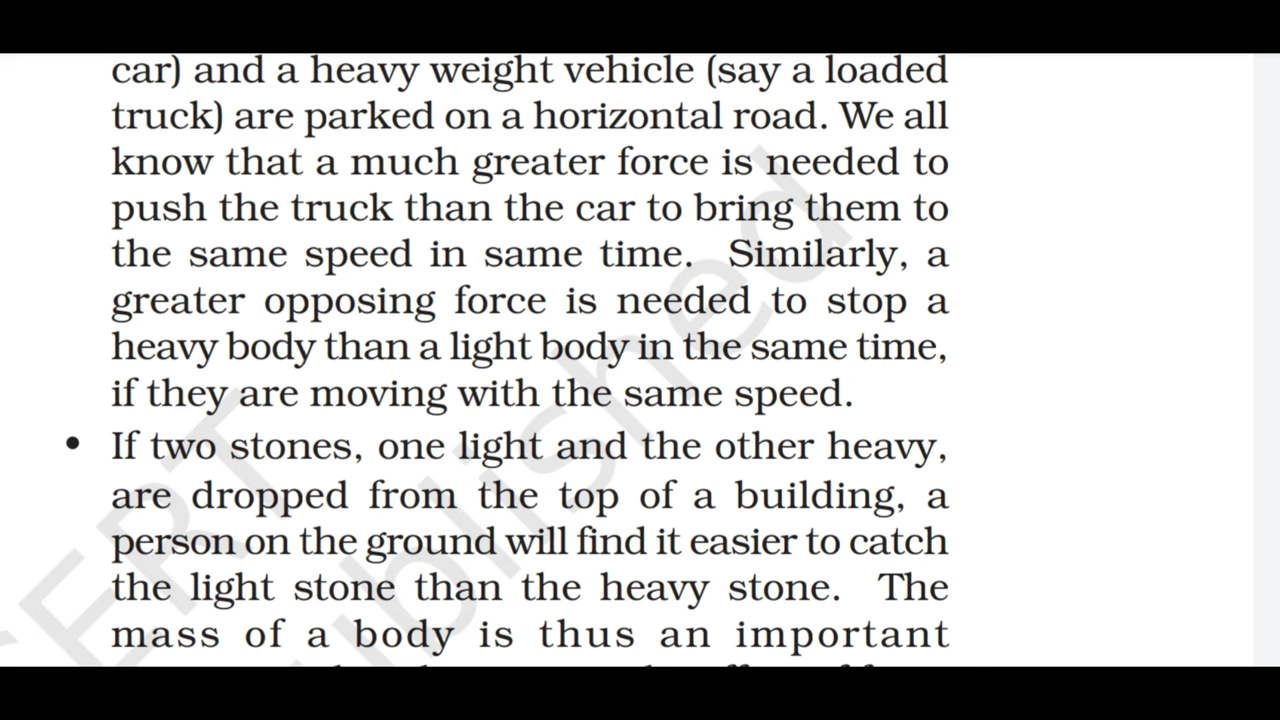 car) and a heavy weight vehicle (say a loaded
truck) are parked on a horizontal road. We all
know that a much greater force is needed to
push the truck than the car to bring them to
the same speed in same time. Similarly, a
greater opposing force is needed to stop a
heavy body than a light body in the same time,
if they are moving with the same speed.
• If two stones, one light and the other heavy,
are dropped from the top of a building, a
person on the ground will find it easier to catch
the light stone than the heavy stone. The
mass of a body is thus an important